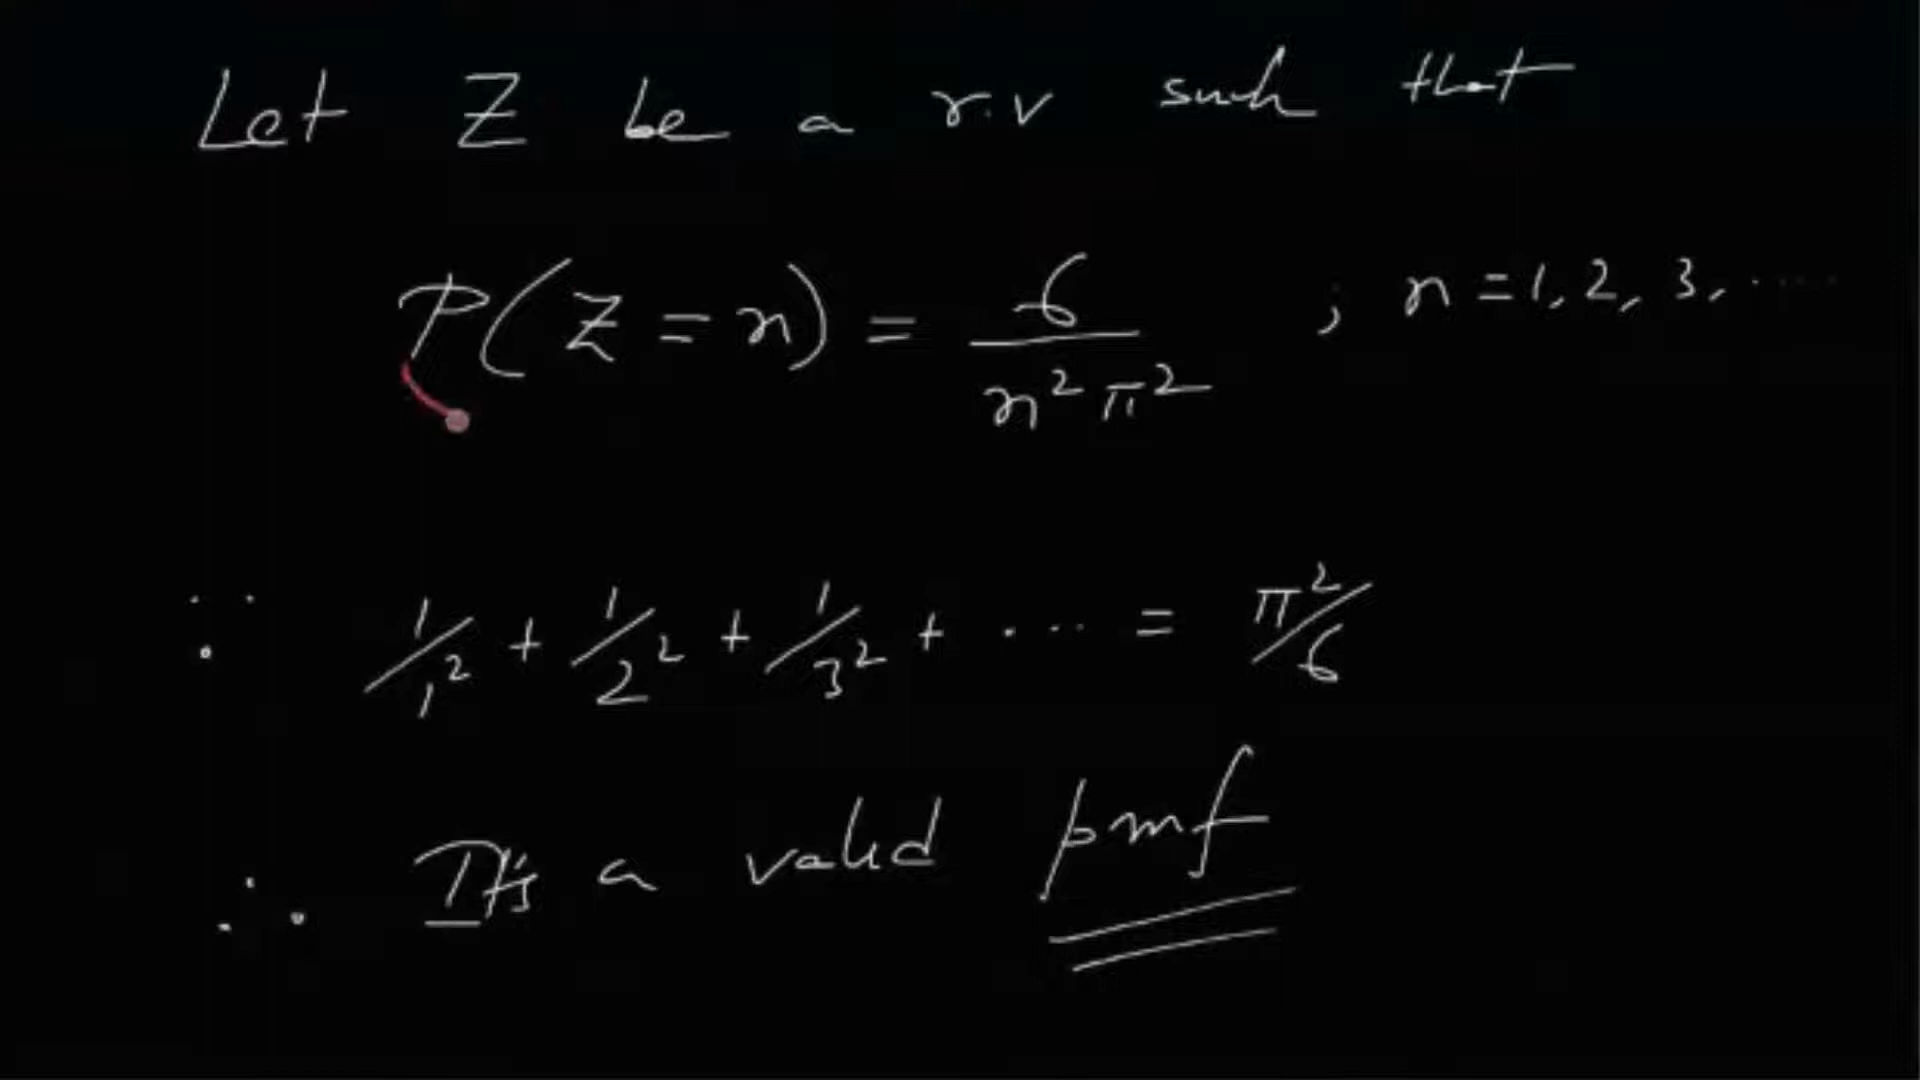 Let Z be a r.v such that
P(Z = n) = 6/n²π² ; n = 1, 2, 3, ....
∵ 1/1² + 1/2² + 1/3² + .... = π²/6
∴ It's a valid pmf